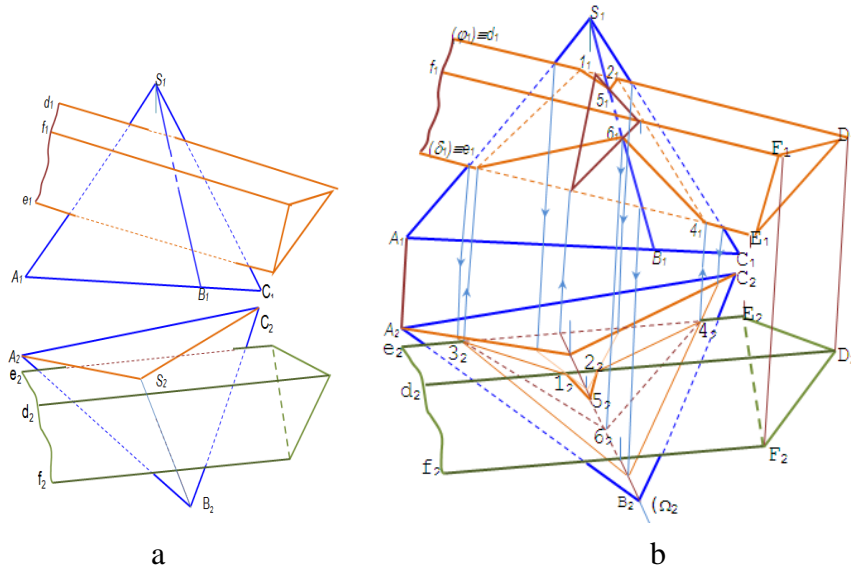 S₁
d₁
f₁
e₁
A₁
B₁
C₁
C₂
A₂
e₂
S₂
d₂
f₂
B₂
a
S₁
(φ₁)≡d₁
f₁
1₁
2₁
5₁
6₁
D
F₁
(δ₁)≡e₁
4₁
E₁
A₁
B₁
C₁
C₂
A₂
E₂
e₂
3₂
4₂
D₂
2₂
d₂
1₂
5₂
6₂
F₂
f₂
B₂
(Ω₂
b